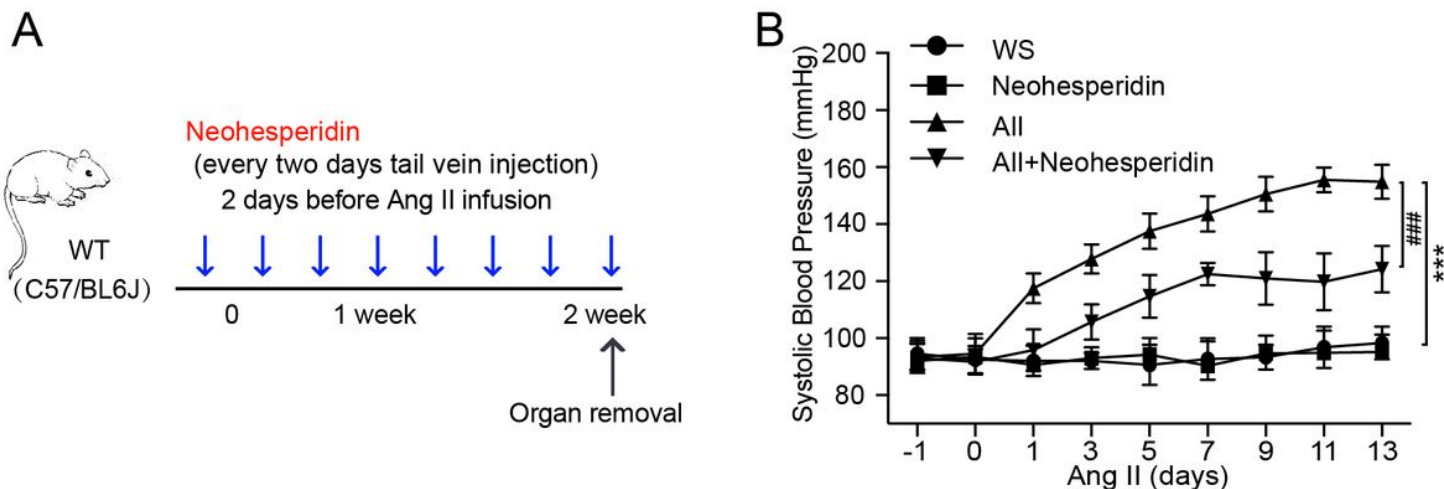 A
Neohesperidin
(every two days tail vein injection)
2 days before Ang II infusion
WT
(C57/BL6J)
0 1 week 2 week
Organ removal
B
WS
Neohesperidin
AII
AII+Neohesperidin
Systolic Blood Pressure (mmHg)
200
180
160
140
120
100
80
###
***
-1 0 1 3 5 7 9 11 13
Ang II (days)